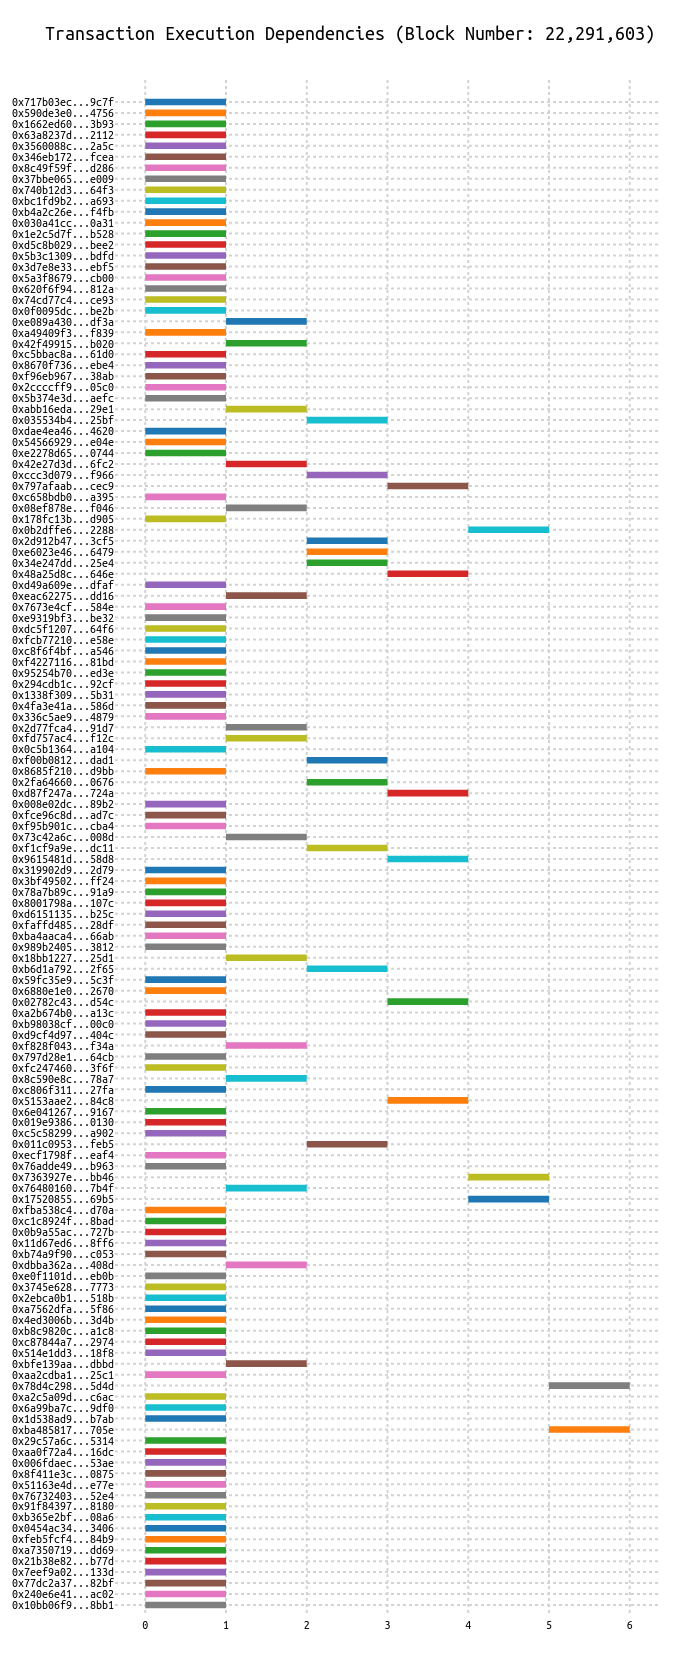 Transaction Execution Dependencies (Block Number: 22,291,603)
0x717b03ec...9c7f
0x590de3e0...4756
0x1662ed60...3b93
0x63a8237d...2112
0x3560088c...2a5c
0x346eb172...fcea
0x8c49f59f...d286
0x37bbe065...e009
0x740b12d3...64f3
0xbc1fd9b2...a693
0xb4a2c26e...f4fb
0x030a41cc...0a31
0x1e2c5d7f...b528
0xd5c8b029...bee2
0x5b3c1309...bdfd
0x3d7e8e33...ebf5
0x5a3f8679...cb00
0x620f6f94...812a
0x74cd77c4...ce93
0x0f0095dc...be2b
0xe089a430...df3a
0xa49409f3...f839
0x42f49915...b020
0xc5bbac8a...61d0
0x8670f736...ebe4
0xf96eb967...38ab
0x2ccccff9...05c0
0x5b374e3d...aefc
0xabb16eda...29e1
0x035534b4...25bf
0xdae4ea46...4620
0x54566929...e04e
0xe2278d65...0744
0x42e27d3d...6fc2
0xccc3d079...f966
0x797afaab...cec9
0xc658bdb0...a395
0x08ef878e...f046
0x178fc13b...d905
0x0b2dffe6...2288
0x2d912b47...3cf5
0xe6023e46...6479
0x34e247dd...25e4
0x48a25d8c...646e
0xd49a609e...dfaf
0xeac62275...dd16
0x7673e4cf...584e
0xe9319bf3...be32
0xdc5f1207...64f6
0xfcb77210...e58e
0xc8f6f4bf...a546
0xf4227116...81bd
0x95254b70...ed3e
0x294cdb1c...92cf
0x1338f309...5b31
0x4fa3e41a...586d
0x336c5ae9...4879
0x2d77fca4...91d7
0xfd757ac4...f12c
0x0c5b1364...a104
0xf00b0812...dad1
0x8685f210...d9bb
0x2fa64660...0676
0xd87f247a...724a
0x008e02dc...89b2
0xfce96c8d...ad7c
0xf95b901c...cba4
0x73c42a6c...008d
0xf1cf9a9e...dc11
0x9615481d...58d8
0x319902d9...2d79
0x3bf49502...ff24
0x78a7b89c...91a9
0x8001798a...107c
0xd6151135...b25c
0xfaffd485...28df
0xba4aaca4...66ab
0x989b2405...3812
0x18bb1227...25d1
0xb6d1a792...2f65
0x59fc35e9...5c3f
0x6880e1e0...2670
0x02782c43...d54c
0xa2b674b0...a13c
0xb98038cf...00c0
0xd9cf4d97...404c
0xf828f043...f34a
0x797d28e1...64cb
0xfc247460...3f6f
0x8c590e8c...78a7
0xc806f311...27fa
0x5153aae2...84c8
0x6e041267...9167
0x019e9386...0130
0xc5c58299...a902
0x011c0953...feb5
0xecf1798f...eaf4
0x76adde49...b963
0x7363927e...bb46
0x76480160...7b4f
0x17520855...69b5
0xfba538c4...d70a
0xc1c8924f...8bad
0x0b9a55ac...727b
0x11d67ed6...8ff6
0xb74a9f90...c053
0xdbba362a...408d
0xe0f1101d...eb0b
0x3745e628...7773
0x2ebca0b1...518b
0xa7562dfa...5f86
0x4ed3006b...3d4b
0xb8c9820c...a1c8
0xc87844a7...2974
0x514e1dd3...18f8
0xbfe139aa...dbbd
0xaa2cdba1...25c1
0x78d4c298...5d4d
0xa2c5a09d...c6ac
0x6a99ba7c...9df0
0x1d538ad9...b7ab
0xba485817...705e
0x29c57a6c...5314
0xaa0f72a4...16dc
0x006fdaec...53ae
0x8f411e3c...0875
0x51163e4d...e77e
0x76732403...52e4
0x91f84397...8180
0xb365e2bf...08a6
0x0454ac34...3406
0xfeb5fcf4...84b9
0xa7350719...dd69
0x21b38e82...b77d
0x7eef9a02...133d
0x77dc2a37...82bf
0x240e6e41...ac02
0x10bb06f9...8bb1
0 1 2 3 4 5 6